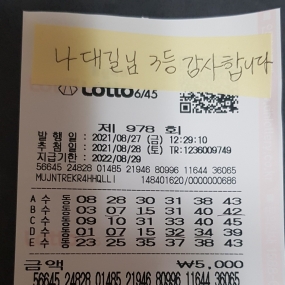 나 대길님 3등 감사합니다
Lotto 6/45
제 978 회
발 행 일 : 2021/08/27 (금) 12:29:10
추 첨 일 : 2021/08/28 (토) TR:1236009749
지급기한 : 2022/08/29
56645 24828 01485 21946 80996 11644 36065
MUJNTREKR4HHQLLI 148401620/0000000686
A 수동 08 28 30 31 38 43
B 수동 03 07 15 31 40 42
C 수동 09 10 31 33 40 45
D 수동 01 07 15 32 34 39
E 수동 23 25 35 37 38 43
금액 ₩5,000
56645 24828 01485 21946 80996 11644 36065